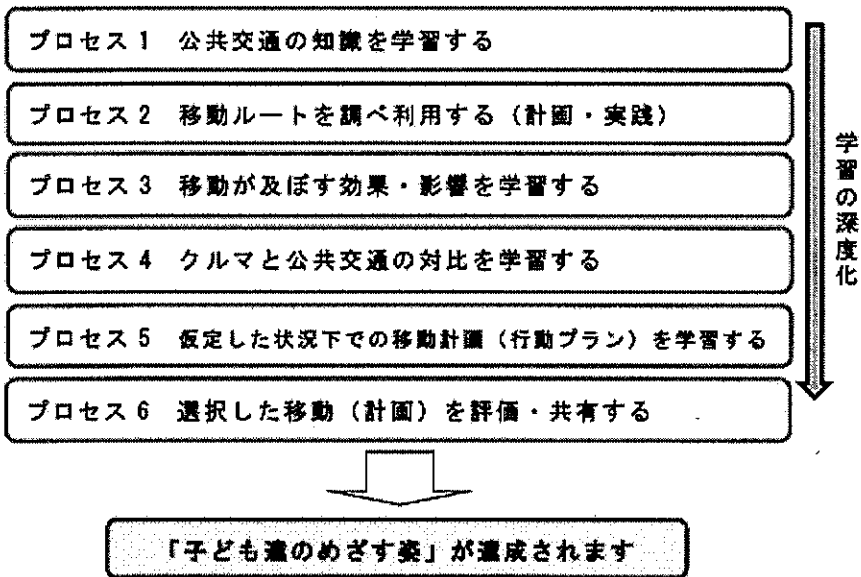 プロセス1 公共交通の知識を学習する
プロセス2 移動ルートを調べ利用する（計画・実践）
プロセス3 移動が及ぼす効果・影響を学習する
プロセス4 クルマと公共交通の対比を学習する
プロセス5 仮定した状況下での移動計画（行動プラン）を学習する
プロセス6 選択した移動（計画）を評価・共有する
学習の深度化
「子ども達のめざす姿」が達成されます